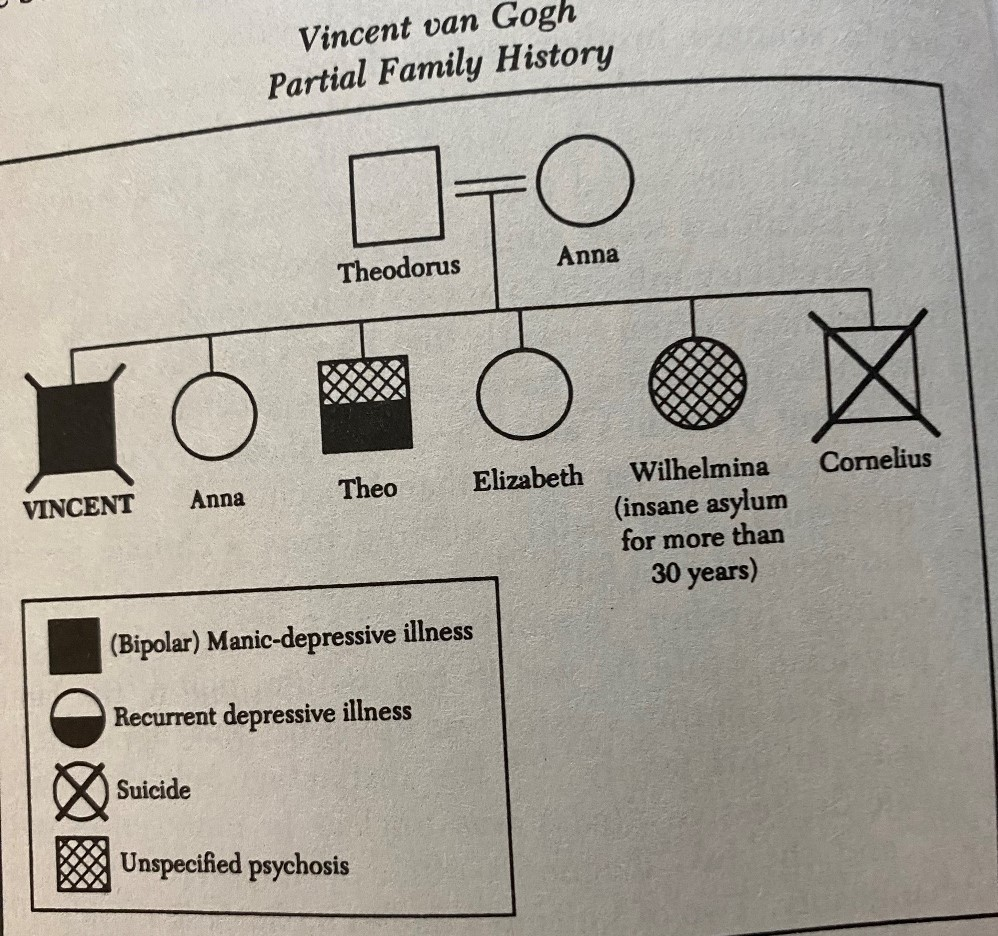 Vincent van Gogh
Partial Family History
Theodorus
Anna
VINCENT
Anna
Theo
Elizabeth
Wilhelmina
(insane asylum
for more than
30 years)
Cornelius
(Bipolar) Manic-depressive illness
Recurrent depressive illness
Suicide
Unspecified psychosis